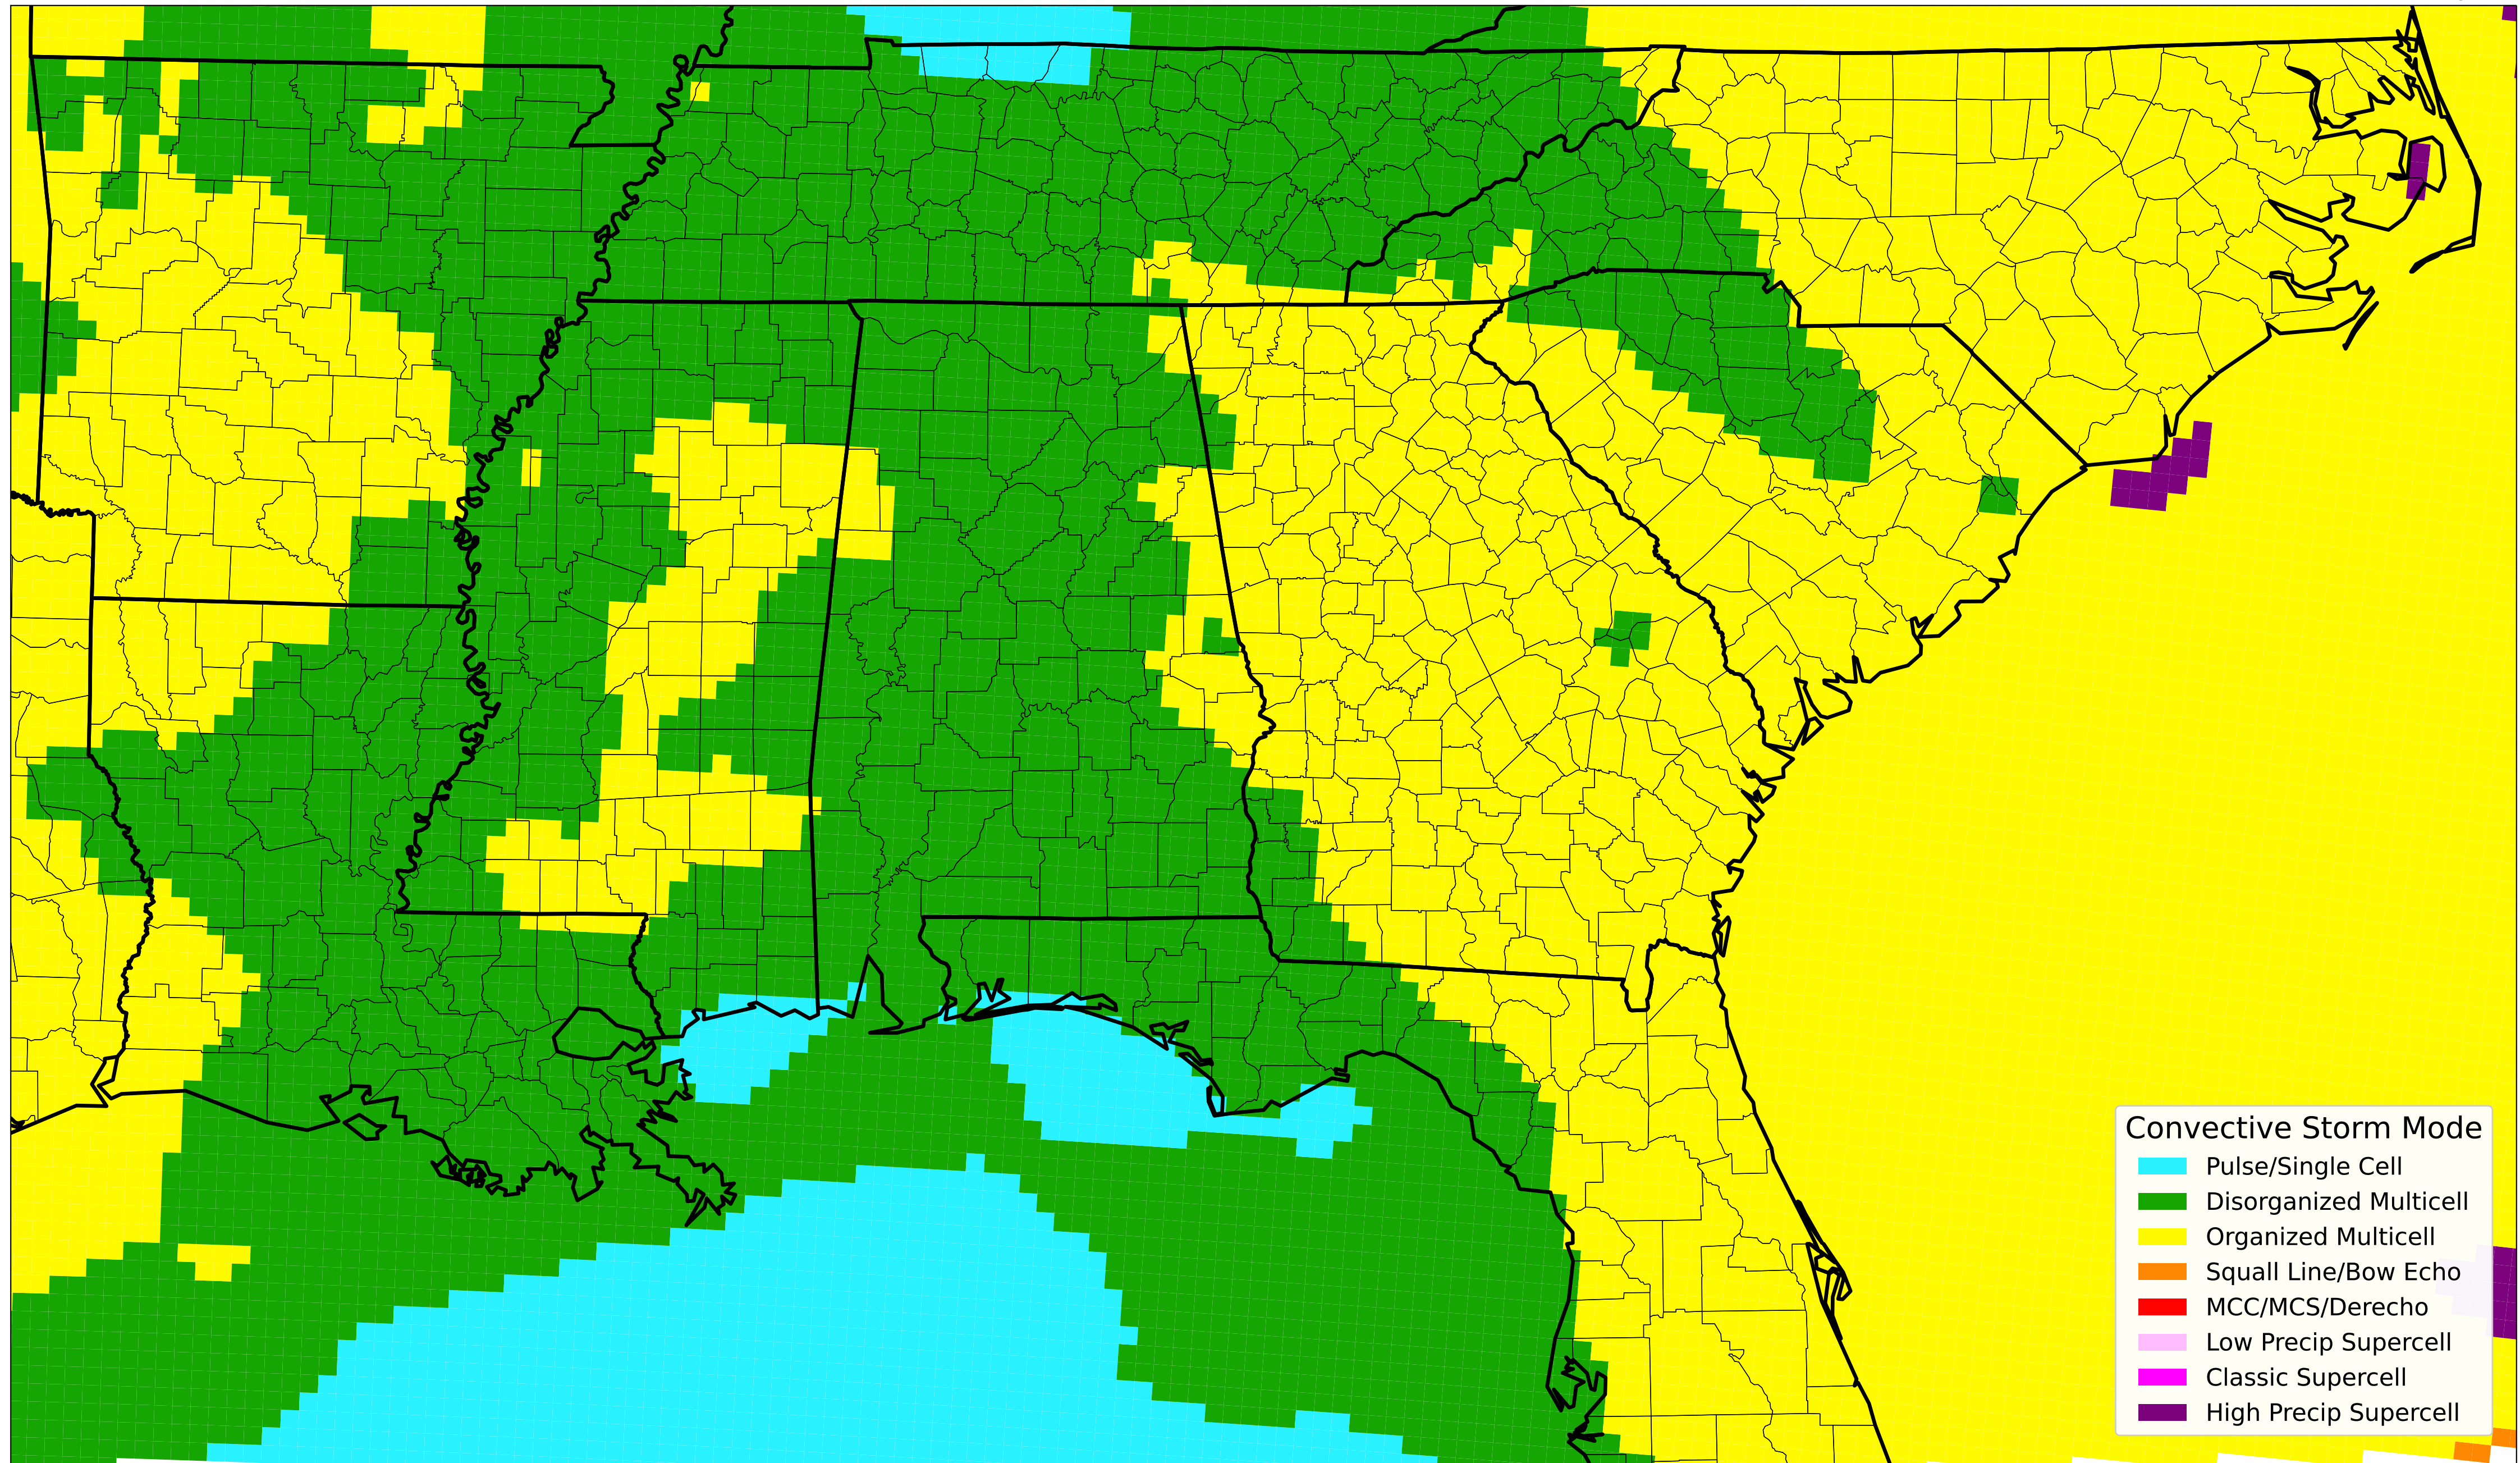 Convective Storm Mode
Pulse/Single Cell
Disorganized Multicell
Organized Multicell
Squall Line/Bow Echo
MCC/MCS/Derecho
Low Precip Supercell
Classic Supercell
High Precip Supercell